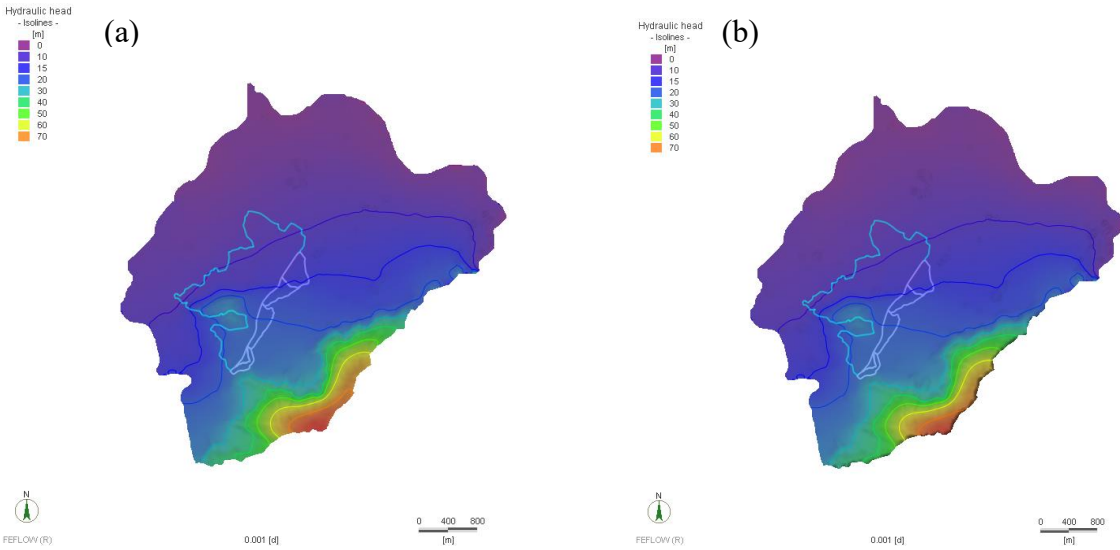 Hydraulic head
- Isolines -
[m]
0
10
15
20
30
40
50
60
70
(a)
N
FEFLOW (R)
0.001 [d]
0 400 800
[m]
Hydraulic head
- Isolines -
[m]
0
10
15
20
30
40
50
60
70
(b)
N
FEFLOW (R)
0.001 [d]
0 400 800
[m]